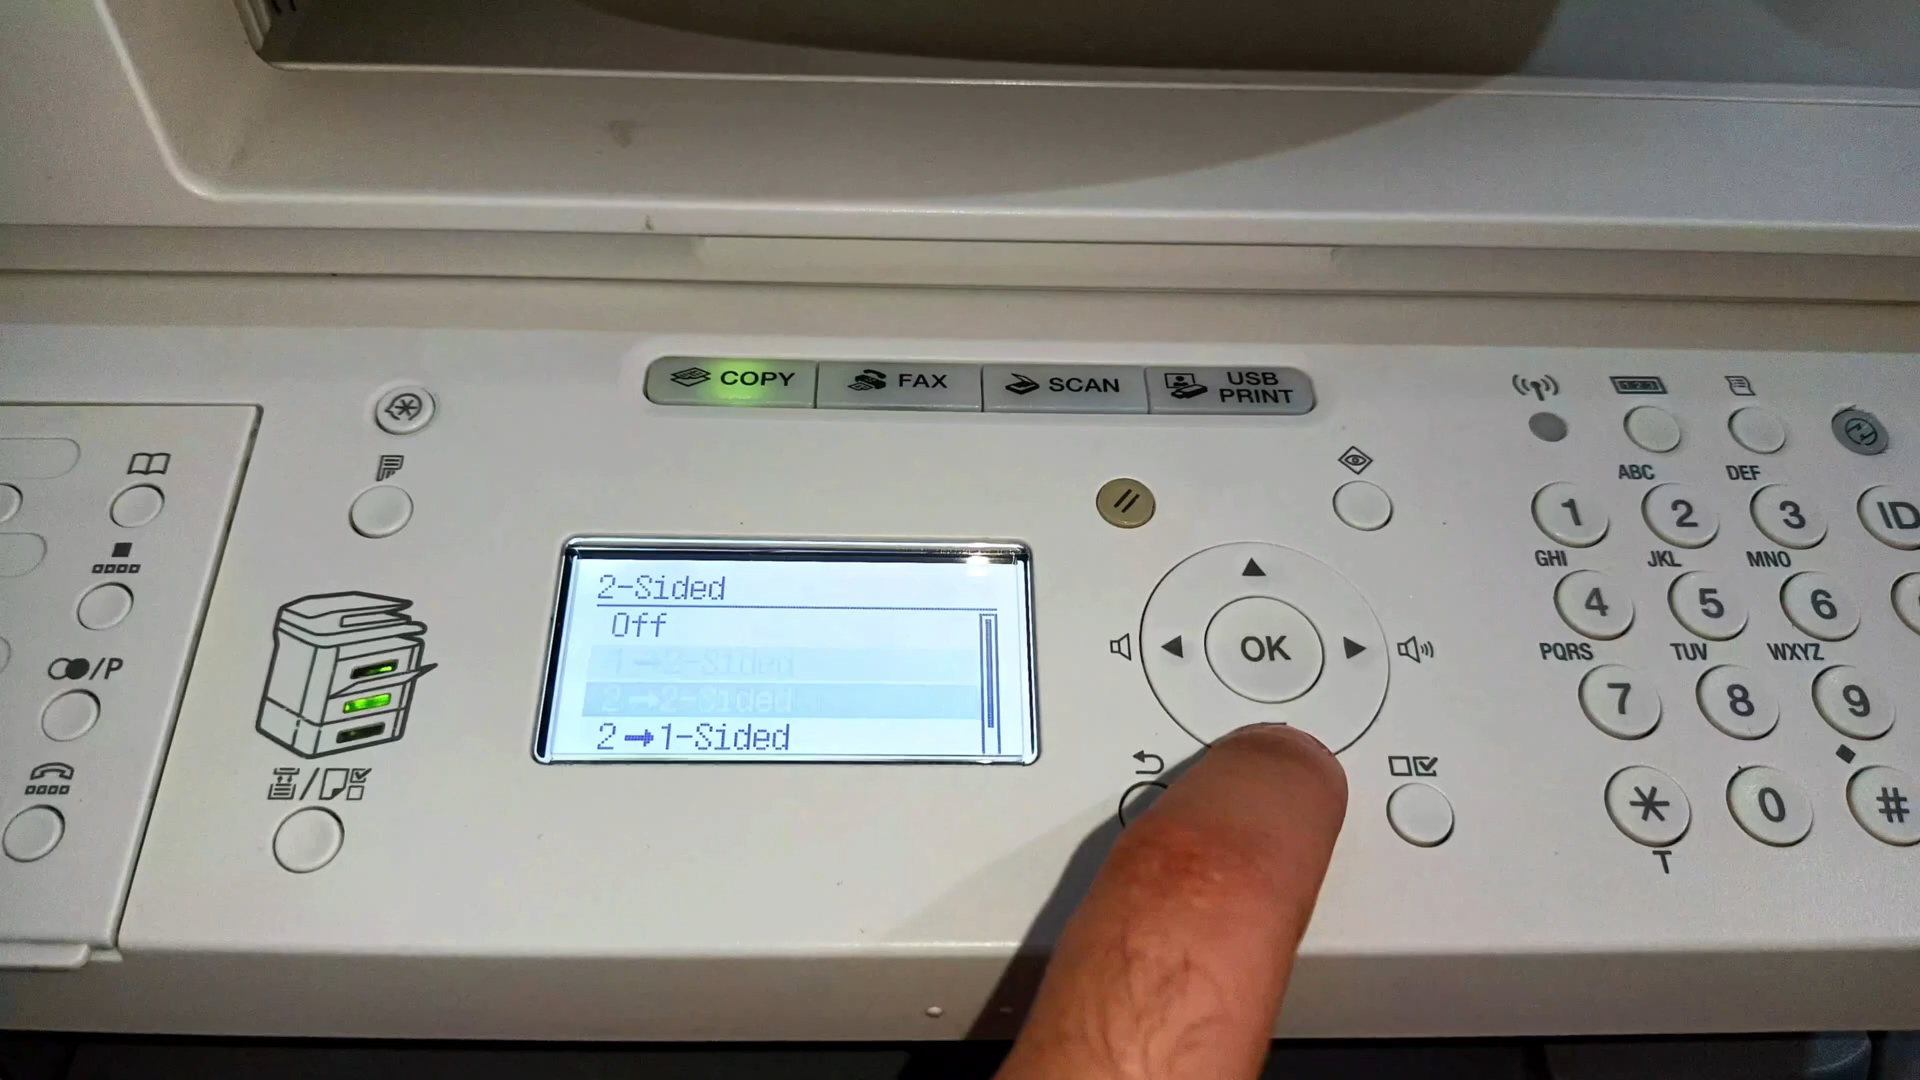 COPY
FAX
SCAN
USB
PRINT
2-Sided
Off
1→2-Sided
2→2-Sided
2→1-Sided
OK
/P
ABC
DEF
1
2
3
ID
GHI
JKL
MNO
4
5
6
PQRS
TUV
WXYZ
7
8
9
*
0
#
T